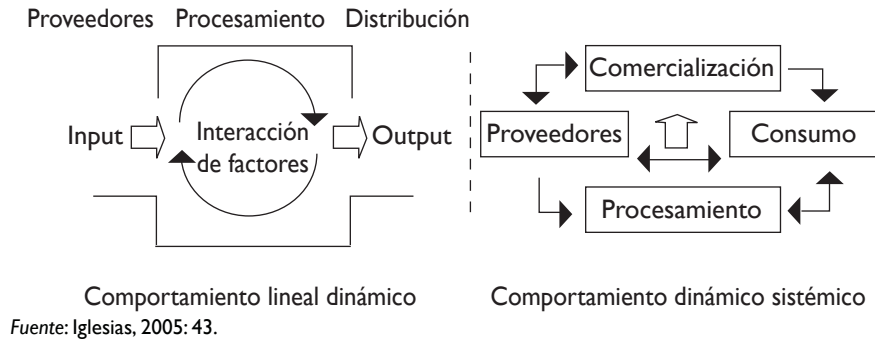 Proveedores Procesamiento Distribución
Input
Interacción
de factores
Output
Comercialización
Proveedores
Consumo
Procesamiento
Comportamiento lineal dinámico
Comportamiento dinámico sistémico
Fuente: Iglesias, 2005: 43.